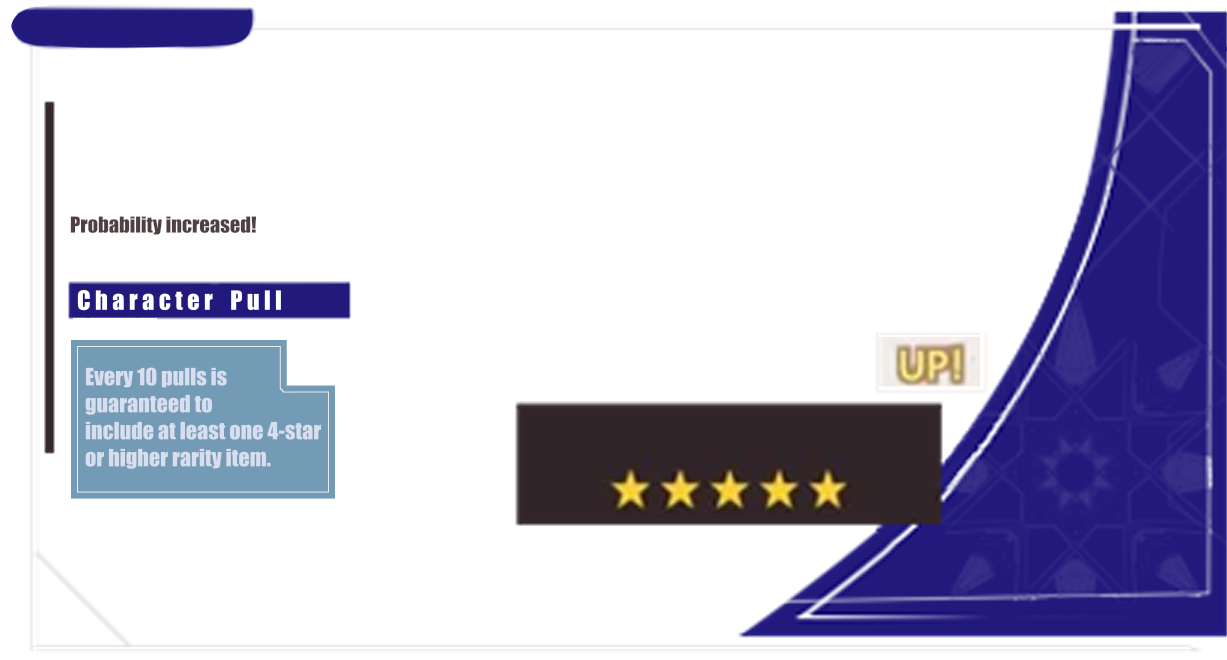 Probability increased!
Character Pull
Every 10 pulls is
guaranteed to
include at least one 4-star
or higher rarity item.
UP!